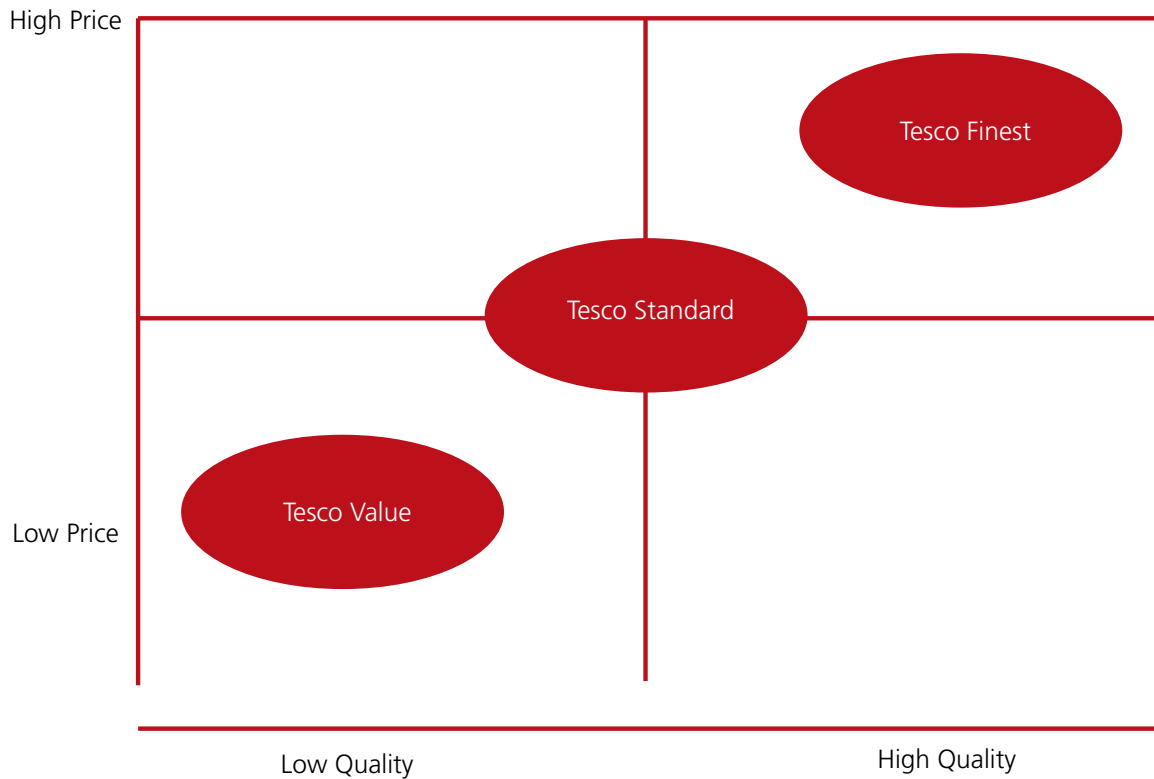 High Price
Tesco Finest
Tesco Standard
Tesco Value
Low Price
Low Quality
High Quality